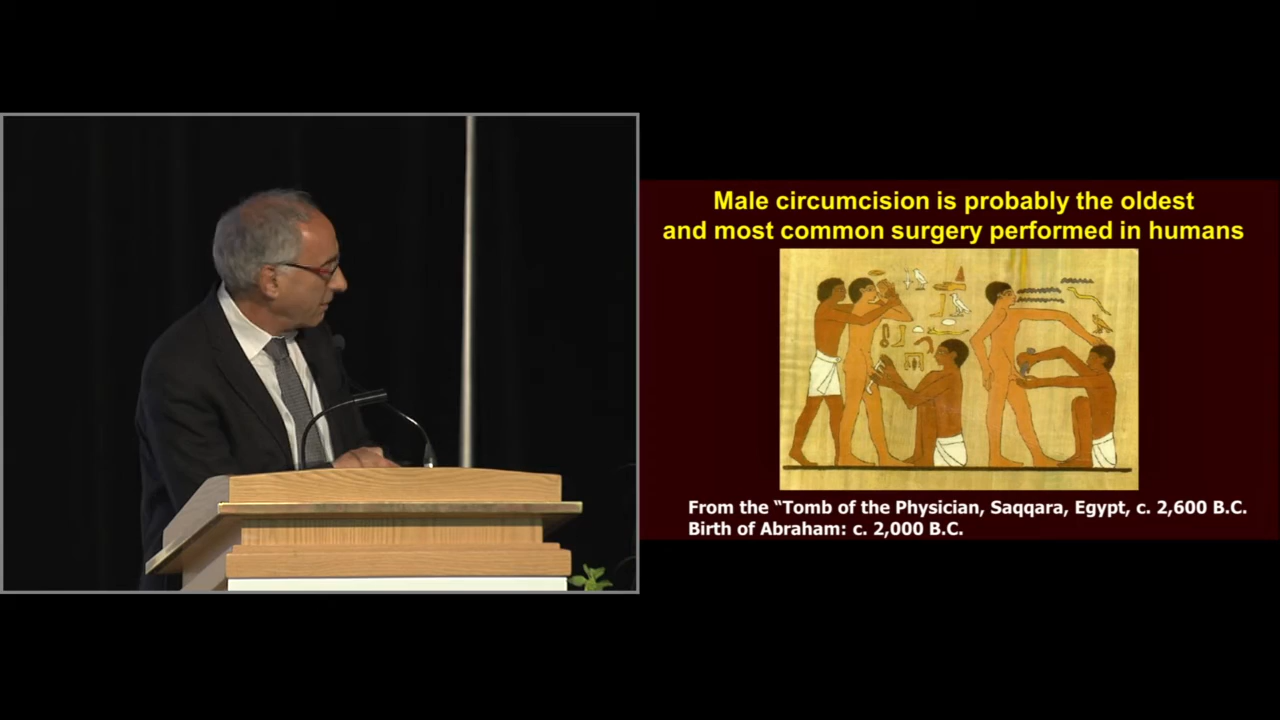 Male circumcision is probably the oldest
and most common surgery performed in humans
From the “Tomb of the Physician, Saqqara, Egypt, c. 2,600 B.C.
Birth of Abraham: c. 2,000 B.C.